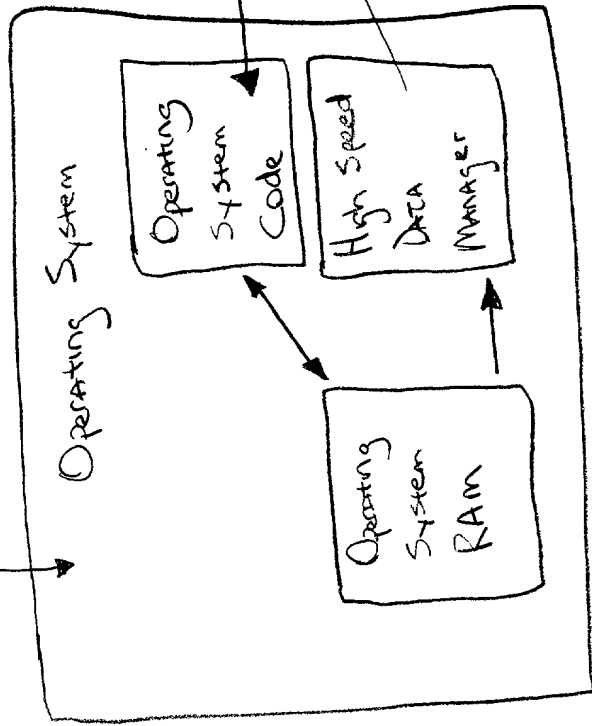 Operating System
Operating
System
RAM
Operating
System
Code
High Speed
DATA
MANAger